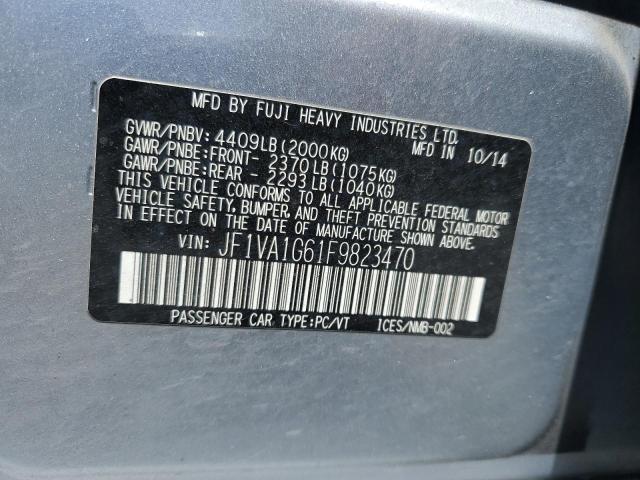 MFD BY FUJI HEAVY INDUSTRIES LTD.
GVWR/PNBV: 4409LB(2000KG) MFD IN 10/14
GAWR/PNBE:FRONT- 2370LB(1075KG)
GAWR/PNBE:REAR - 2293LB(1040KG)
THIS VEHICLE CONFORMS TO ALL APPLICABLE FEDERAL MOTOR
VEHICLE SAFETY, BUMPER, AND THEFT PREVENTION STANDARDS
IN EFFECT ON THE DATE OF MANUFACTURE SHOWN ABOVE.
VIN: JF1VA1G61F9823470
PASSENGER CAR TYPE:PC/VT ICES/NMB-002